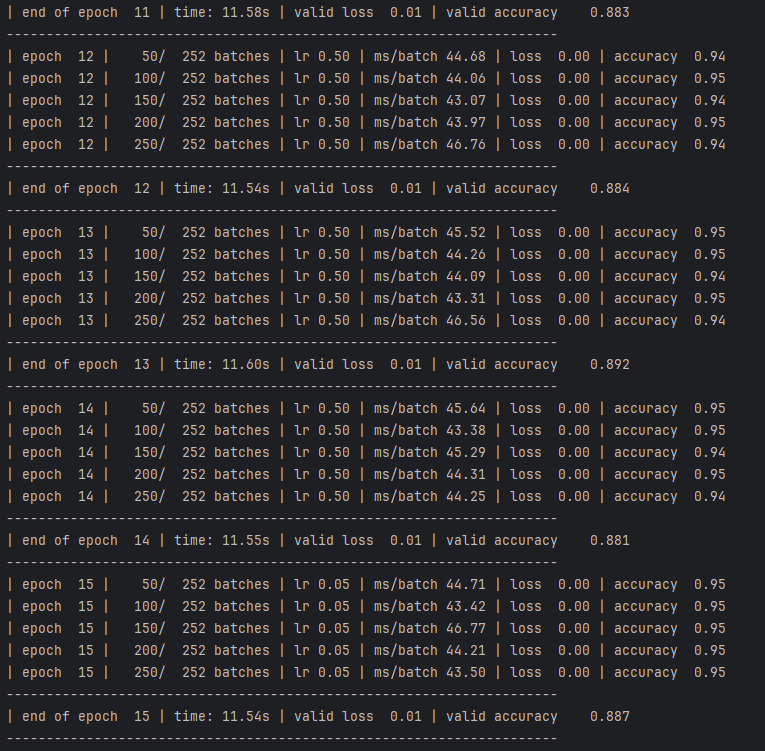 | end of epoch  11 | time: 11.58s | valid loss  0.01 | valid accuracy    0.883
---------------------------------------------------------------------
| epoch  12 |    50/  252 batches | lr 0.50 | ms/batch 44.68 | loss  0.00 | accuracy  0.94
| epoch  12 |   100/  252 batches | lr 0.50 | ms/batch 44.06 | loss  0.00 | accuracy  0.95
| epoch  12 |   150/  252 batches | lr 0.50 | ms/batch 43.07 | loss  0.00 | accuracy  0.94
| epoch  12 |   200/  252 batches | lr 0.50 | ms/batch 43.97 | loss  0.00 | accuracy  0.95
| epoch  12 |   250/  252 batches | lr 0.50 | ms/batch 46.76 | loss  0.00 | accuracy  0.94
---------------------------------------------------------------------
| end of epoch  12 | time: 11.54s | valid loss  0.01 | valid accuracy    0.884
---------------------------------------------------------------------
| epoch  13 |    50/  252 batches | lr 0.50 | ms/batch 45.52 | loss  0.00 | accuracy  0.95
| epoch  13 |   100/  252 batches | lr 0.50 | ms/batch 44.26 | loss  0.00 | accuracy  0.95
| epoch  13 |   150/  252 batches | lr 0.50 | ms/batch 44.09 | loss  0.00 | accuracy  0.94
| epoch  13 |   200/  252 batches | lr 0.50 | ms/batch 43.31 | loss  0.00 | accuracy  0.95
| epoch  13 |   250/  252 batches | lr 0.50 | ms/batch 46.56 | loss  0.00 | accuracy  0.94
---------------------------------------------------------------------
| end of epoch  13 | time: 11.60s | valid loss  0.01 | valid accuracy    0.892
---------------------------------------------------------------------
| epoch  14 |    50/  252 batches | lr 0.50 | ms/batch 45.64 | loss  0.00 | accuracy  0.95
| epoch  14 |   100/  252 batches | lr 0.50 | ms/batch 43.38 | loss  0.00 | accuracy  0.95
| epoch  14 |   150/  252 batches | lr 0.50 | ms/batch 45.29 | loss  0.00 | accuracy  0.94
| epoch  14 |   200/  252 batches | lr 0.50 | ms/batch 44.31 | loss  0.00 | accuracy  0.95
| epoch  14 |   250/  252 batches | lr 0.50 | ms/batch 44.25 | loss  0.00 | accuracy  0.94
---------------------------------------------------------------------
| end of epoch  14 | time: 11.55s | valid loss  0.01 | valid accuracy    0.881
---------------------------------------------------------------------
| epoch  15 |    50/  252 batches | lr 0.05 | ms/batch 44.71 | loss  0.00 | accuracy  0.95
| epoch  15 |   100/  252 batches | lr 0.05 | ms/batch 43.42 | loss  0.00 | accuracy  0.95
| epoch  15 |   150/  252 batches | lr 0.05 | ms/batch 46.77 | loss  0.00 | accuracy  0.95
| epoch  15 |   200/  252 batches | lr 0.05 | ms/batch 44.21 | loss  0.00 | accuracy  0.95
| epoch  15 |   250/  252 batches | lr 0.05 | ms/batch 43.50 | loss  0.00 | accuracy  0.95
---------------------------------------------------------------------
| end of epoch  15 | time: 11.54s | valid loss  0.01 | valid accuracy    0.887
---------------------------------------------------------------------